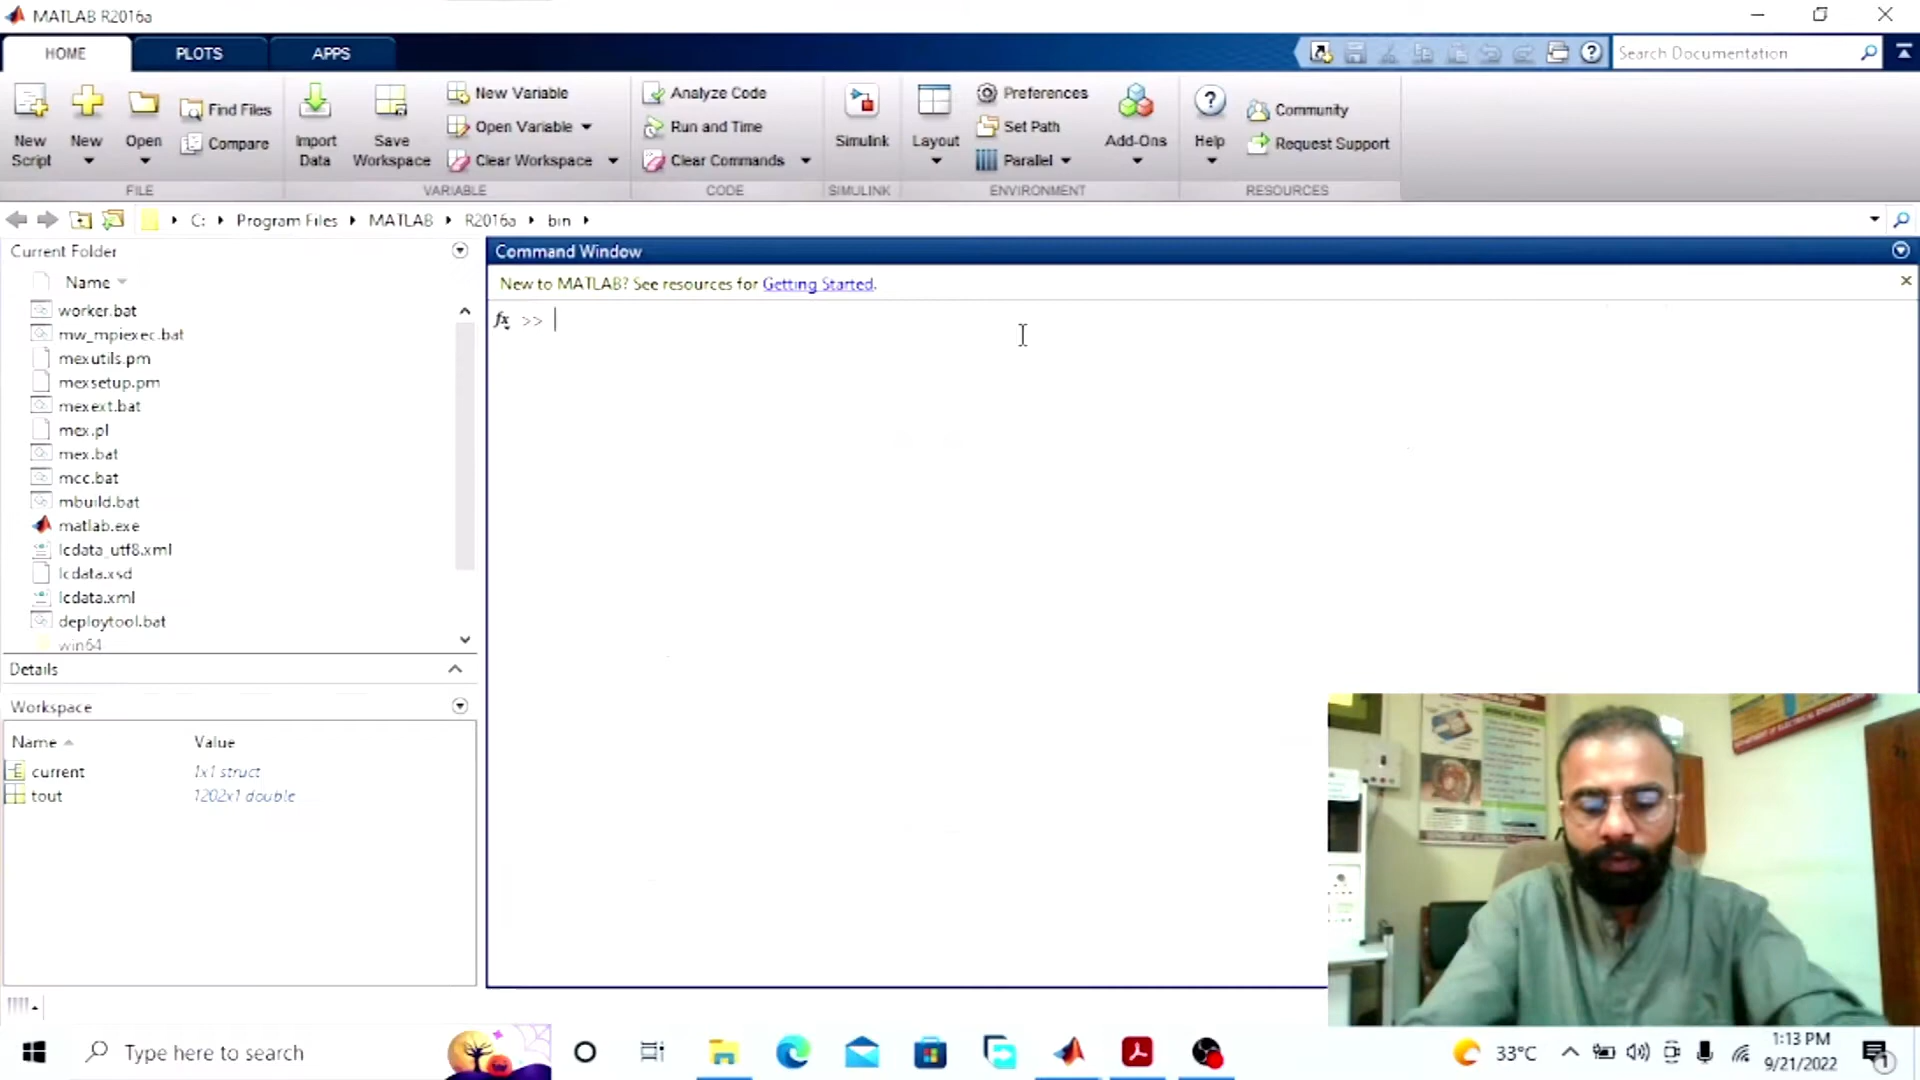 MATLAB R2016a
HOME
PLOTS
APPS
Search Documentation
New Script
New
Open
Find Files
Compare
Import Data
Save Workspace
New Variable
Open Variable
Clear Workspace
Analyze Code
Run and Time
Clear Commands
Simulink
Layout
Preferences
Set Path
Parallel
Add-Ons
Help
Community
Request Support
FILE
VARIABLE
CODE
SIMULINK
ENVIRONMENT
RESOURCES
C: Program Files MATLAB R2016a bin
Current Folder
Name
worker.bat
mw_mpiexec.bat
mexutils.pm
mexsetup.pm
mexext.bat
mex.pl
mex.bat
mcc.bat
mbuild.bat
matlab.exe
lcdata_utf8.xml
lcdata.xsd
lcdata.xml
deploytool.bat
win64
Details
Workspace
Name Value
current 1x1 struct
tout 1202x1 double
Command Window
New to MATLAB? See resources for Getting Started.
fx >>
Type here to search
33°C
1:13 PM
9/21/2022
1